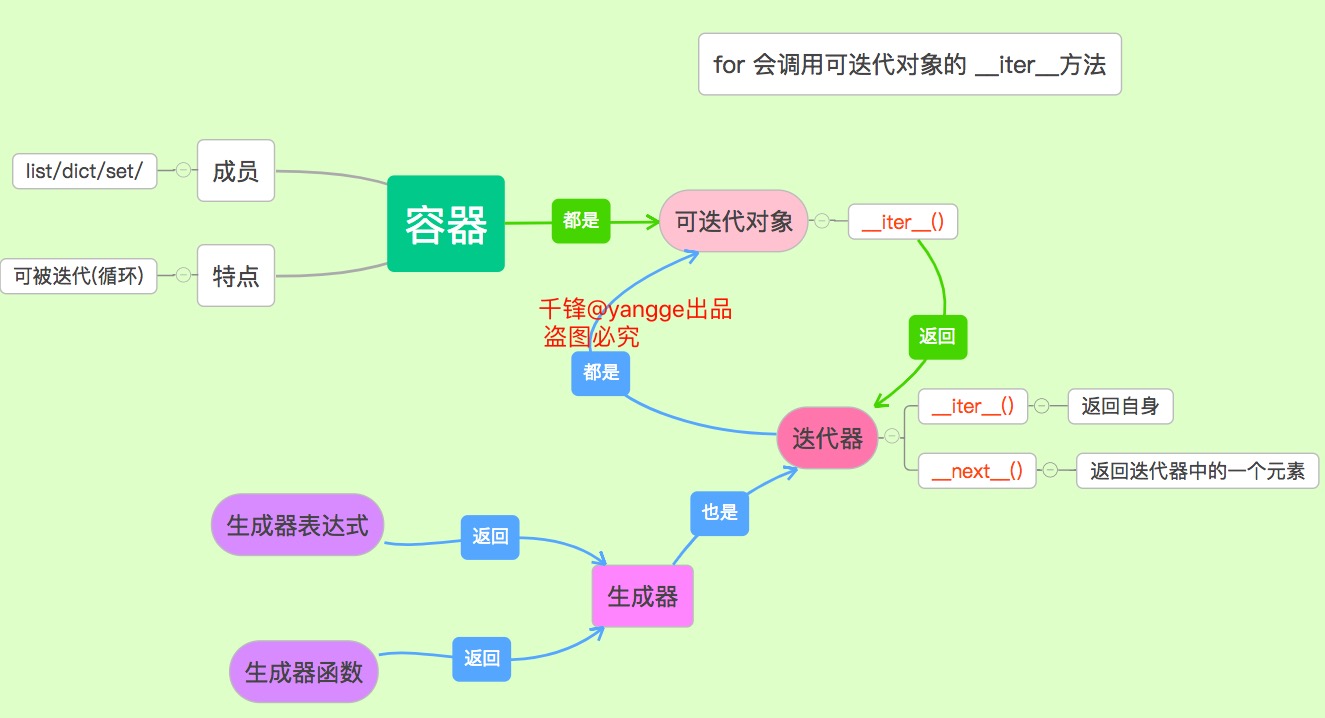 for 会调用可迭代对象的 __iter__方法
list/dict/set/
成员
容器
都是
可迭代对象
__iter__()
可被迭代(循环)
特点
千锋@yangge出品
盗图必究
返回
都是
迭代器
__iter__()
返回自身
__next__()
返回迭代器中的一个元素
生成器表达式
返回
也是
生成器
生成器函数
返回